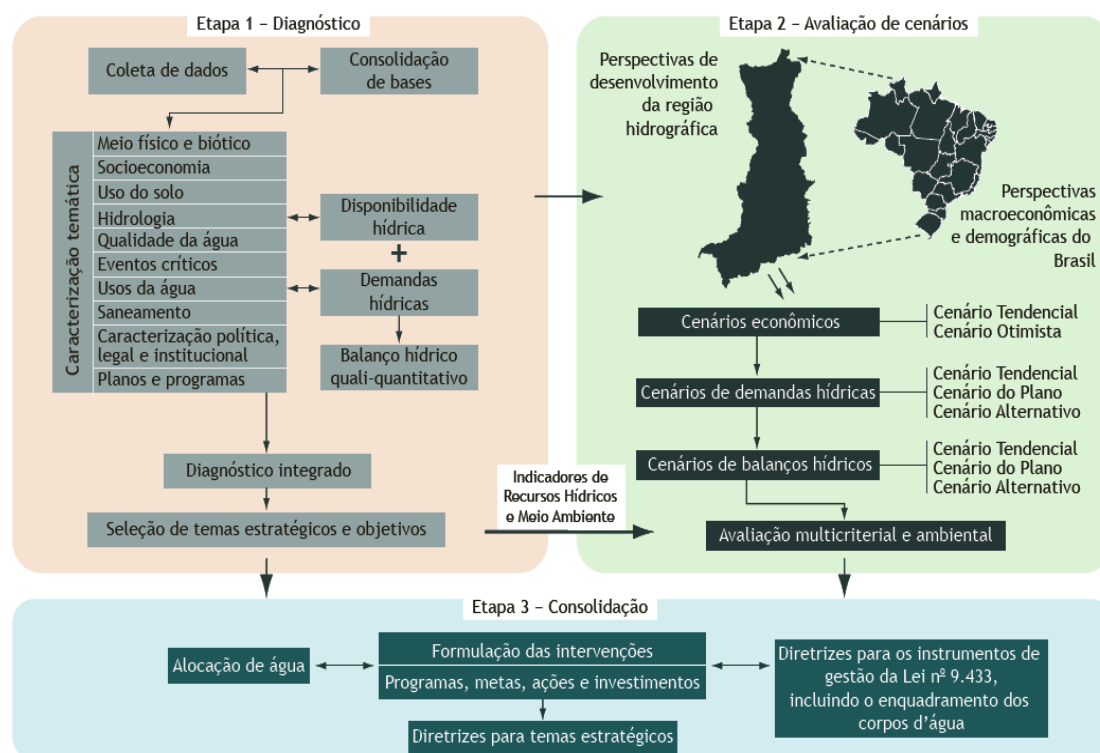 Etapa 1 – Diagnóstico
Coleta de dados
Consolidação
de bases
Caracterização temática
Meio físico e biótico
Socioeconomia
Uso do solo
Hidrologia
Qualidade da água
Eventos críticos
Usos da água
Saneamento
Caracterização política,
legal e institucional
Planos e programas
Disponibilidade
hídrica
+
Demandas
hídricas
Balanço hídrico
quali-quantitativo
Diagnóstico integrado
Seleção de temas estratégicos e objetivos
Indicadores de
Recursos Hídricos
e Meio Ambiente
Etapa 2 – Avaliação de cenários
Perspectivas de
desenvolvimento
da região
hidrográfica
Perspectivas
macroeconômicas
e demográficas do
Brasil
Cenários econômicos
Cenário Tendencial
Cenário Otimista
Cenários de demandas hídricas
Cenário Tendencial
Cenário do Plano
Cenário Alternativo
Cenários de balanços hídricos
Cenário Tendencial
Cenário do Plano
Cenário Alternativo
Avaliação multicriterial e ambiental
Etapa 3 – Consolidação
Alocação de água
Formulação das intervenções
Programas, metas, ações e investimentos
Diretrizes para temas estratégicos
Diretrizes para os instrumentos de
gestão da Lei nº 9.433,
incluindo o enquadramento dos
corpos d’água